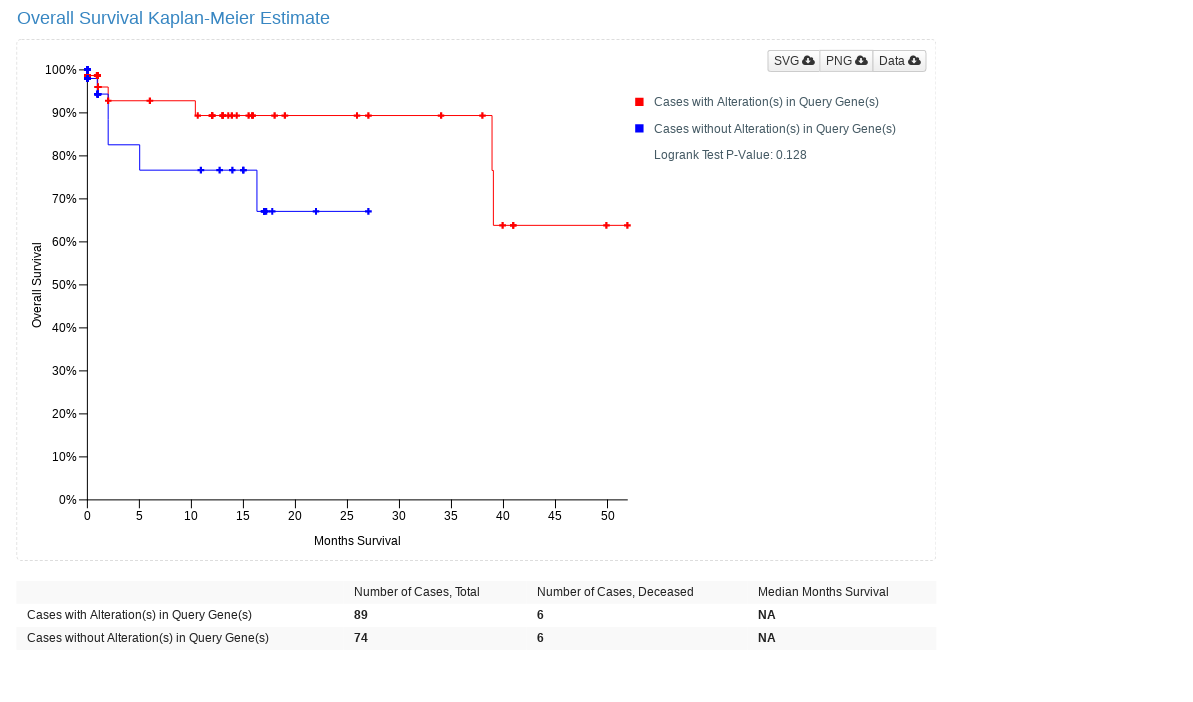 Overall Survival Kaplan-Meier Estimate
SVG PNG Data
100%
90%
80%
70%
60%
50%
40%
30%
20%
10%
0%
Overall Survival
0 5 10 15 20 25 30 35 40 45 50
Months Survival
Cases with Alteration(s) in Query Gene(s)
Cases without Alteration(s) in Query Gene(s)
Logrank Test P-Value: 0.128
Number of Cases, Total Number of Cases, Deceased Median Months Survival
Cases with Alteration(s) in Query Gene(s) 89 6 NA
Cases without Alteration(s) in Query Gene(s) 74 6 NA